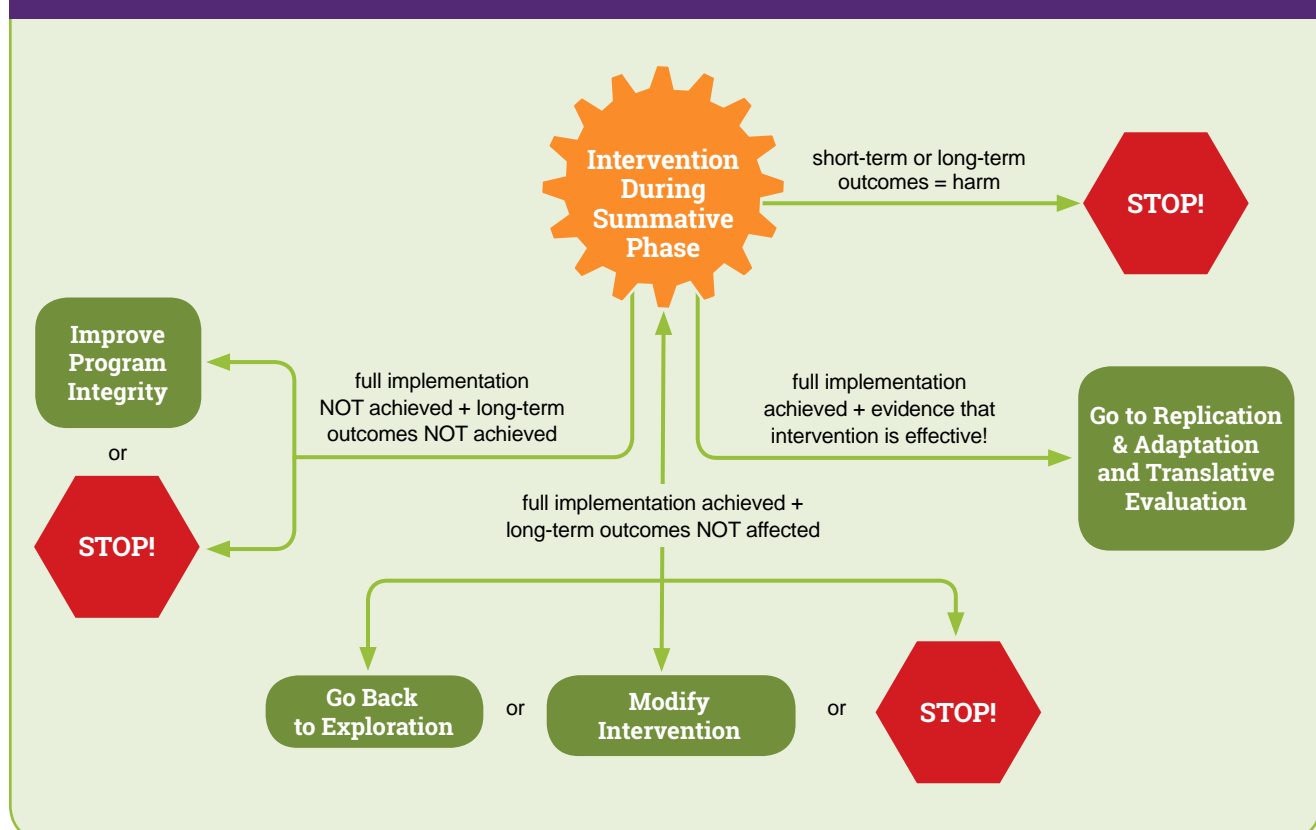 Intervention
During
Summative
Phase
short-term or long-term
outcomes = harm
STOP!
Improve
Program
Integrity
or
STOP!
full implementation
NOT achieved + long-term
outcomes NOT achieved
full implementation
achieved + evidence that
intervention is effective!
Go to Replication
& Adaptation
and Translative
Evaluation
full implementation achieved +
long-term outcomes NOT affected
Go Back
to Exploration
or
Modify
Intervention
or
STOP!